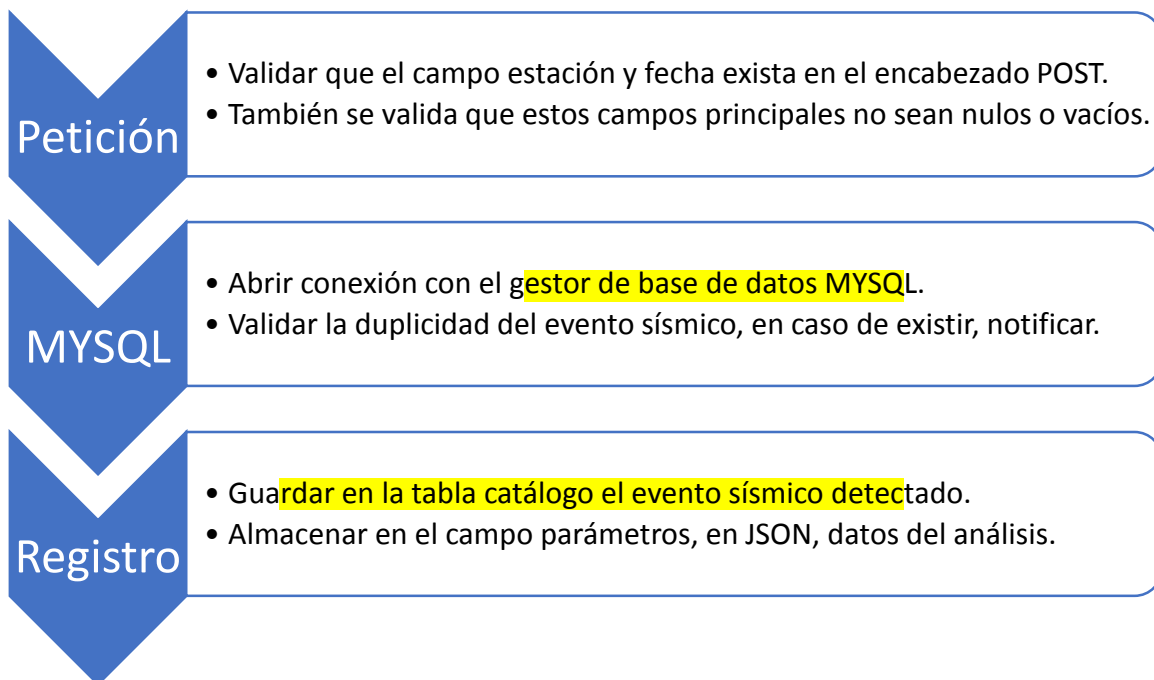 Petición
• Validar que el campo estación y fecha exista en el encabezado POST.
• También se valida que estos campos principales no sean nulos o vacíos.
MYSQL
• Abrir conexión con el gestor de base de datos MYSQL.
• Validar la duplicidad del evento sísmico, en caso de existir, notificar.
Registro
• Guardar en la tabla catálogo el evento sísmico detectado.
• Almacenar en el campo parámetros, en JSON, datos del análisis.